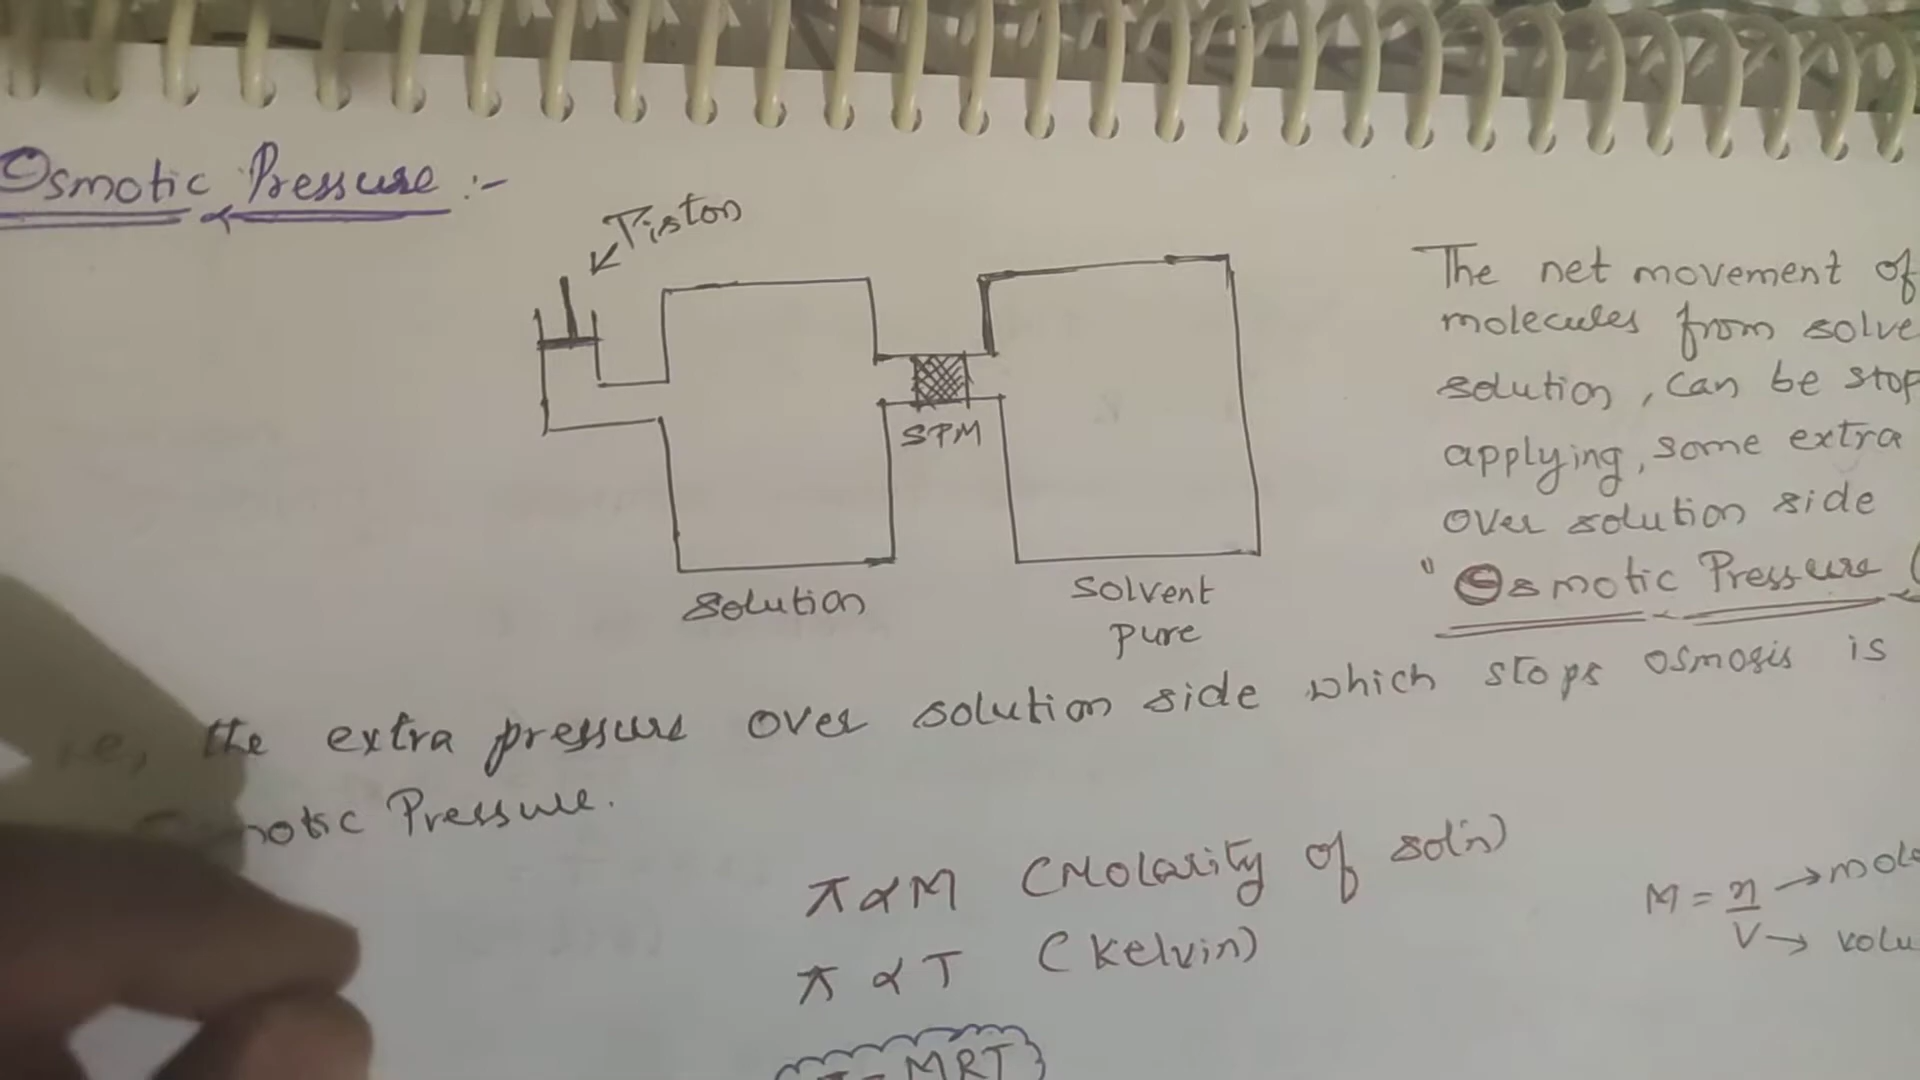 Osmotic Pressure :-
Piston
SPM
Solution
Solvent
pure
The net movement of
molecules from solve
solution, can be stop
applying, some extra
over solution side
" Osmotic Pressure (
i.e, the extra pressure over solution side which stops osmosis is
Osmotic Pressure.
π α M (Molarity of soln)
π α T (Kelvin)
M = n → mole
V → volu
= MRT